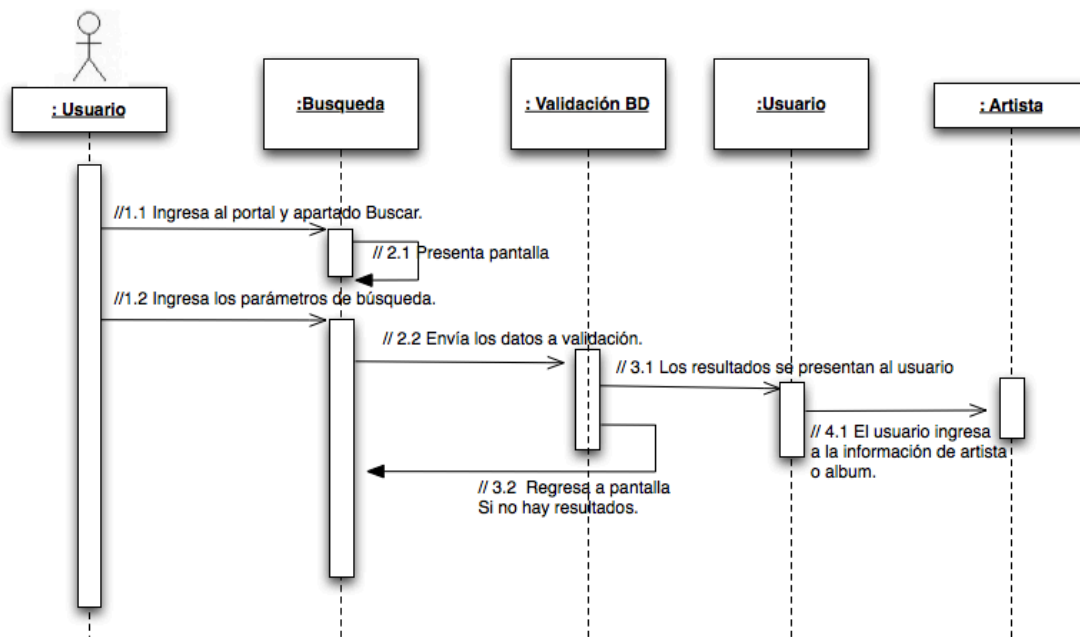 : Usuario
:Busqueda
: Validación BD
:Usuario
: Artista
//1.1 Ingresa al portal y apartado Buscar.
// 2.1 Presenta pantalla
//1.2 Ingresa los parámetros de búsqueda.
// 2.2 Envía los datos a validación.
// 3.1 Los resultados se presentan al usuario
// 4.1 El usuario ingresa
a la información de artista
o album.
// 3.2 Regresa a pantalla
Si no hay resultados.